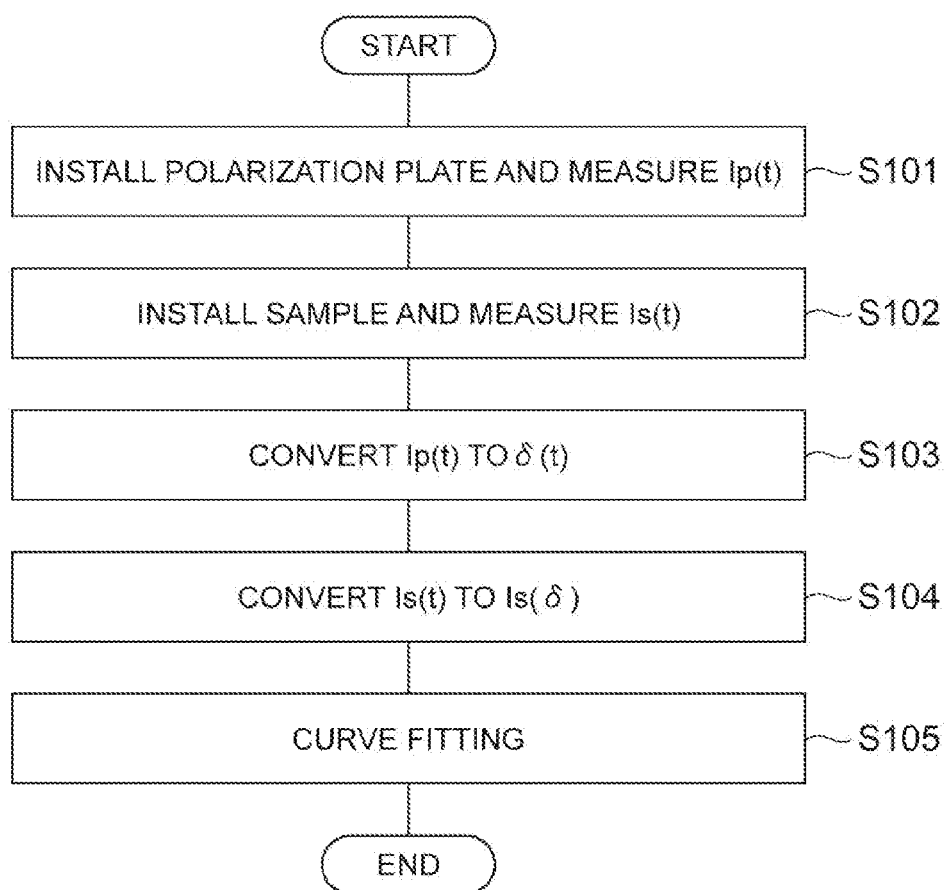 START
INSTALL POLARIZATION PLATE AND MEASURE Ip(t)
S101
INSTALL SAMPLE AND MEASURE Is(t)
S102
CONVERT Ip(t) TO δ (t)
S103
CONVERT Is(t) TO Is( δ )
S104
CURVE FITTING
S105
END